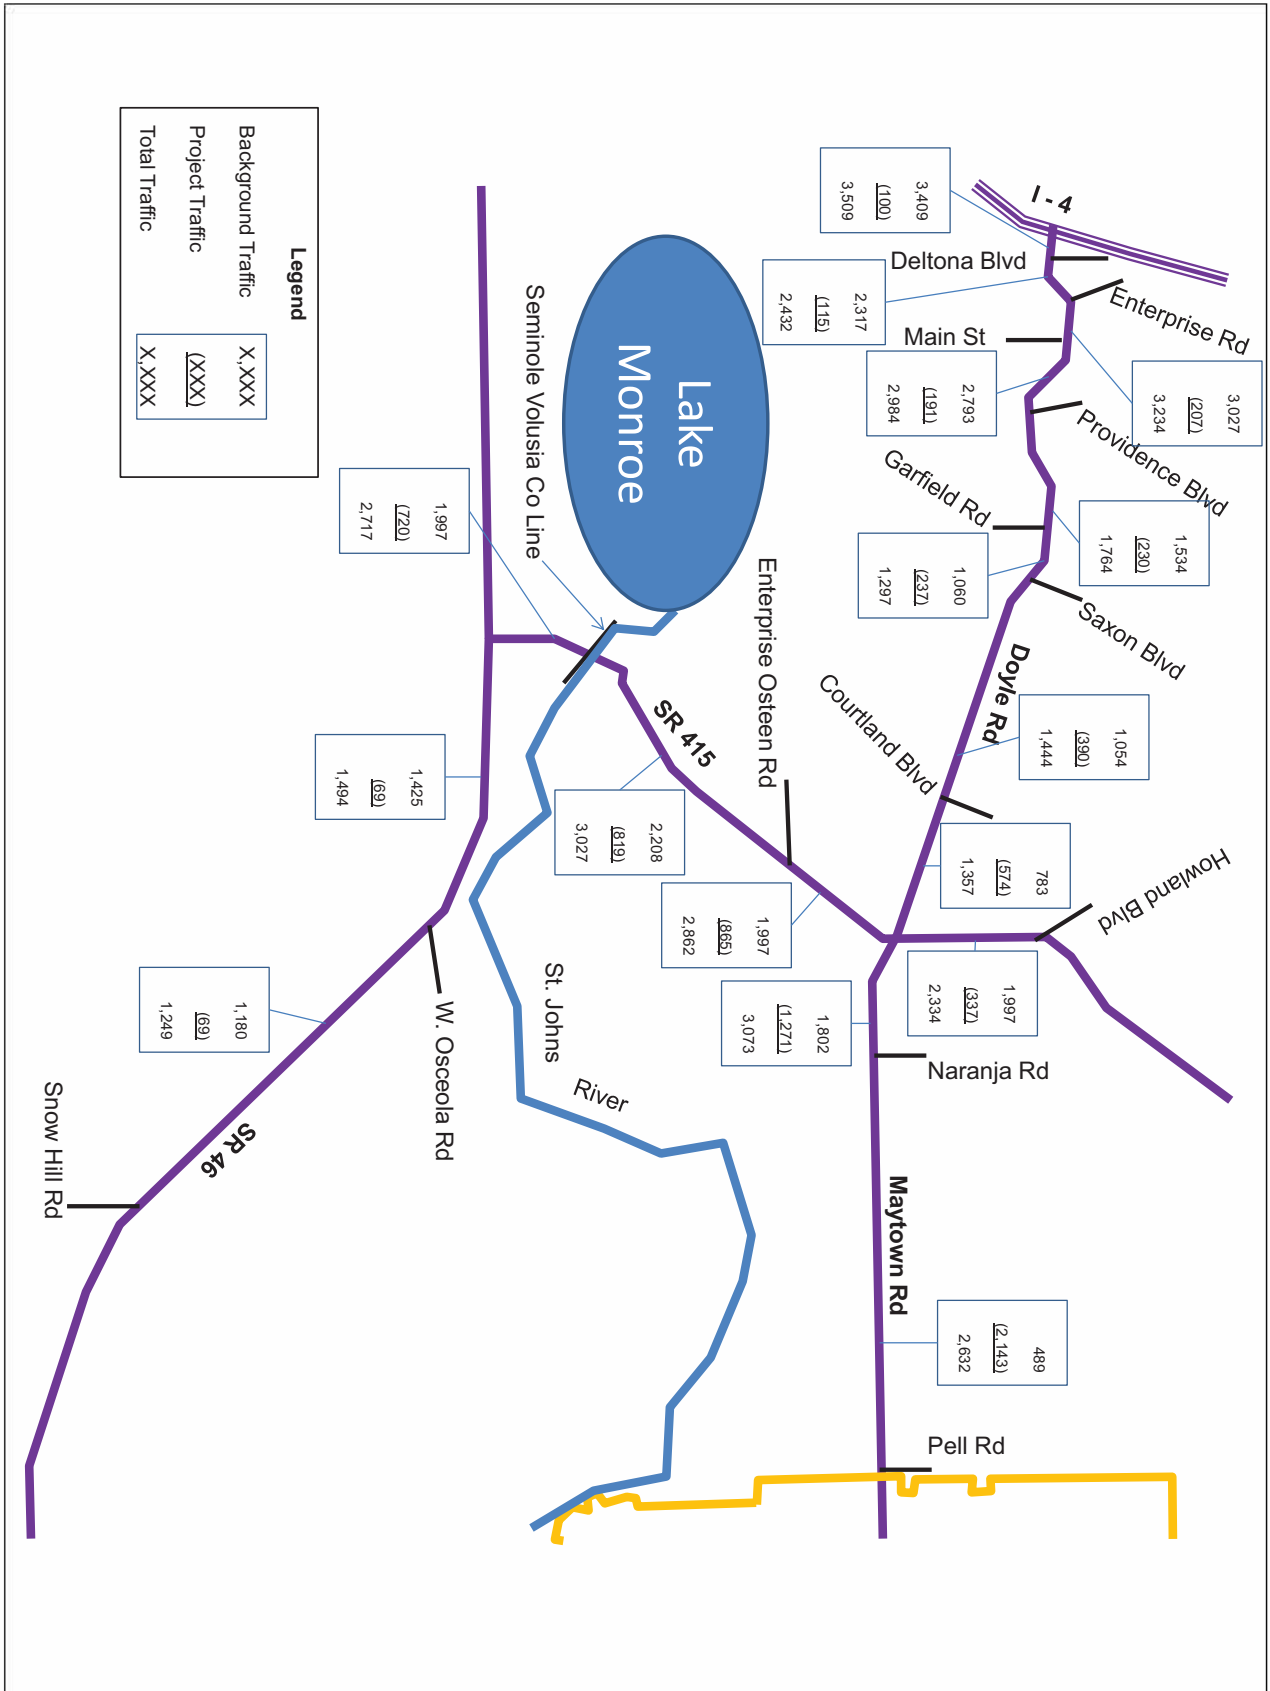 I - 4
3,409
(100)
3,509
Deltona Blvd
2,317
(115)
2,432
Enterprise Rd
Main St
3,027
(207)
3,234
2,793
(191)
2,984
Providence Blvd
Garfield Rd
1,534
(230)
1,764
1,060
(237)
1,297
Saxon Blvd
Doyle Rd
1,054
(390)
1,444
Courtland Blvd
783
(574)
1,357
Howland Blvd
1,997
(337)
2,334
Lake
Monroe
Enterprise Osteen Rd
SR 415
2,208
(819)
3,027
1,997
(865)
2,862
1,802
(1,271)
3,073
Naranja Rd
Maytown Rd
489
(2,143)
2,632
Pell Rd
Seminole Volusia Co Line
1,997
(720)
2,717
St. Johns
River
1,425
(69)
1,494
W. Osceola Rd
1,180
(69)
1,249
SR 46
Snow Hill Rd
Legend
Background Traffic X,XXX
Project Traffic (XXX)
Total Traffic X,XXX